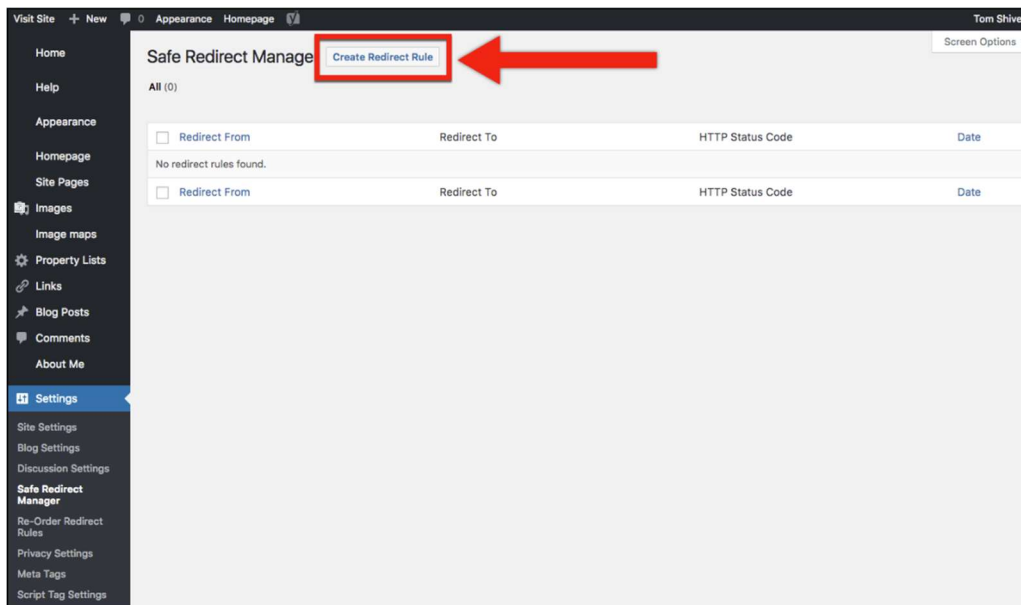 Visit Site + New 0 Appearance Homepage Tom Shive
Screen Options
Safe Redirect Manage Create Redirect Rule
All (0)
Redirect From Redirect To HTTP Status Code Date
No redirect rules found.
Redirect From Redirect To HTTP Status Code Date
Home
Help
Appearance
Homepage
Site Pages
Images
Image maps
Property Lists
Links
Blog Posts
Comments
About Me
Settings
Site Settings
Blog Settings
Discussion Settings
Safe Redirect
Manager
Re-Order Redirect
Rules
Privacy Settings
Meta Tags
Script Tag Settings